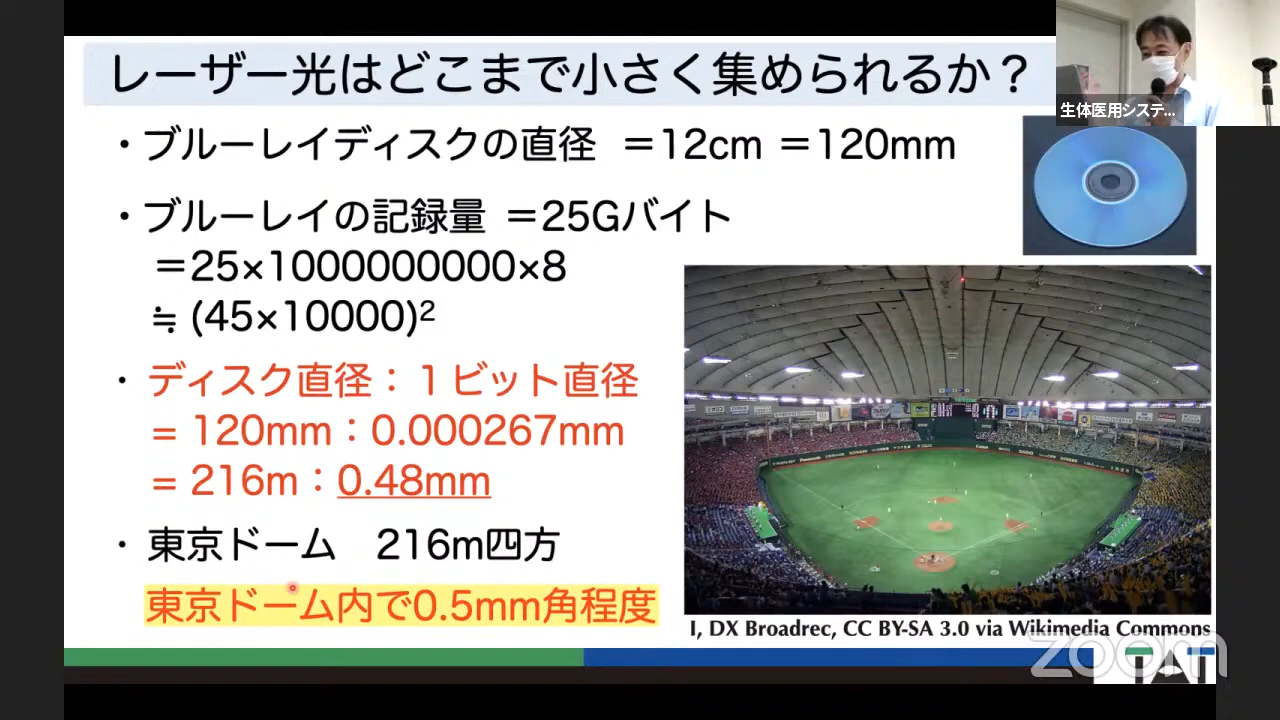 レーザー光はどこまで小さく集められるか？
生体医用システ...
・ブルーレイディスクの直径 ＝12cm ＝120mm
・ブルーレイの記録量 ＝25Gバイト
＝25×1000000000×8
≒ (45×10000)²
・ディスク直径：１ビット直径
= 120mm：0.000267mm
= 216m：0.48mm
・東京ドーム　216m四方
東京ドーム内で0.5mm角程度
I, DX Broadrec, CC BY-SA 3.0 via Wikimedia Commons
zoom